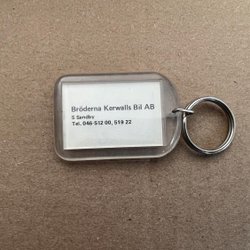 Bröderna Korwalls Bil AB
S Sandby
Tel. 046-512 00, 519 22